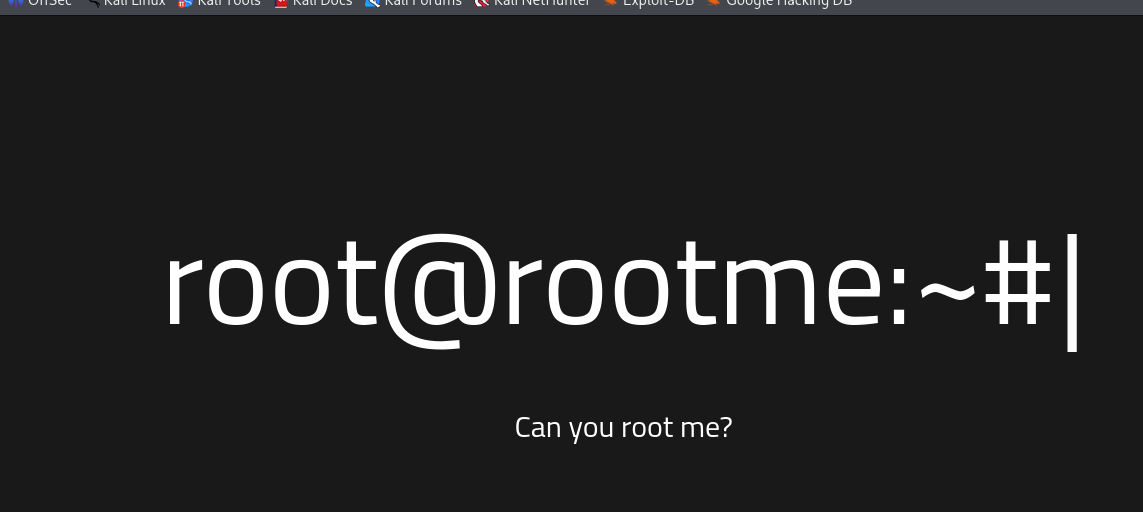 OffSec Kali Linux Kali Tools Kali Docs Kali Forums Kali NetHunter Exploit-DB Google Hacking DB
root@rootme:~#|
Can you root me?